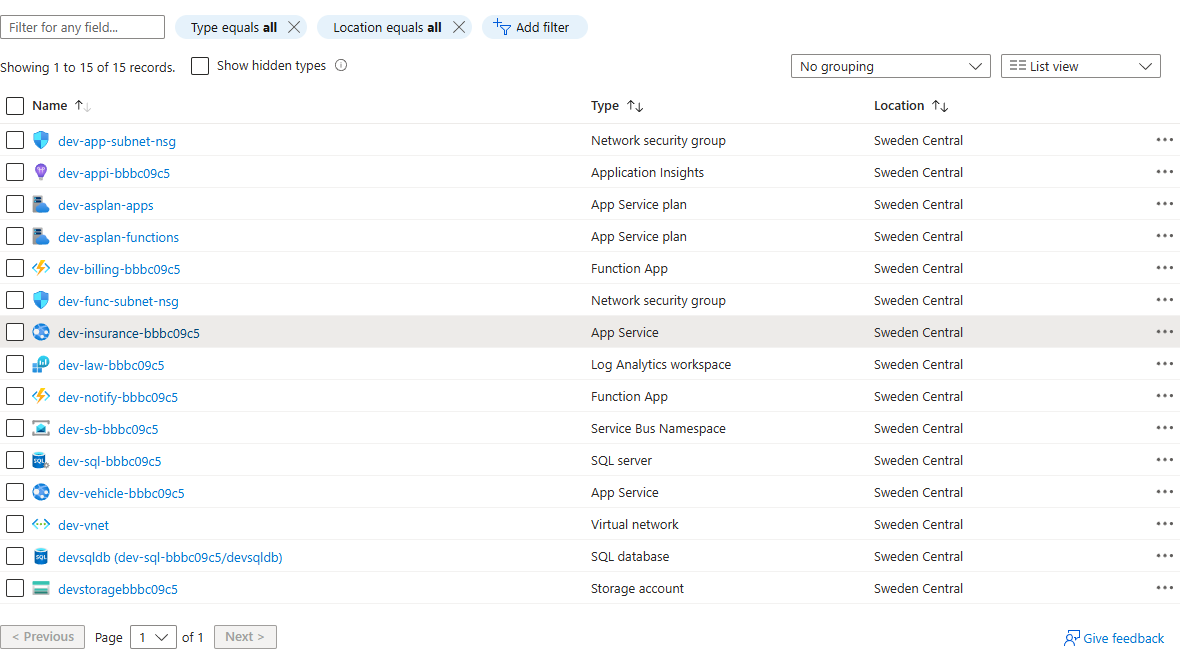 Filter for any field...
Type equals all
Location equals all
Add filter
Showing 1 to 15 of 15 records.
Show hidden types
No grouping
List view
Name Type Location
dev-app-subnet-nsg Network security group Sweden Central
dev-appi-bbbc09c5 Application Insights Sweden Central
dev-asplan-apps App Service plan Sweden Central
dev-asplan-functions App Service plan Sweden Central
dev-billing-bbbc09c5 Function App Sweden Central
dev-func-subnet-nsg Network security group Sweden Central
dev-insurance-bbbc09c5 App Service Sweden Central
dev-law-bbbc09c5 Log Analytics workspace Sweden Central
dev-notify-bbbc09c5 Function App Sweden Central
dev-sb-bbbc09c5 Service Bus Namespace Sweden Central
dev-sql-bbbc09c5 SQL server Sweden Central
dev-vehicle-bbbc09c5 App Service Sweden Central
dev-vnet Virtual network Sweden Central
devsqldb (dev-sql-bbbc09c5/devsqldb) SQL database Sweden Central
devstoragebbbc09c5 Storage account Sweden Central
< Previous Page 1 of 1 Next >
Give feedback